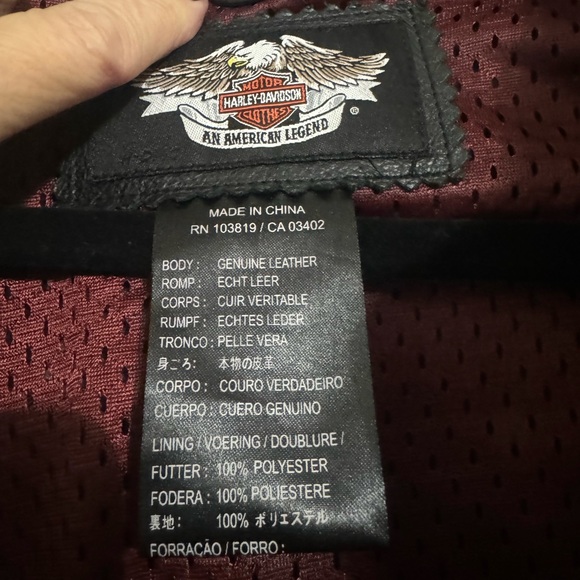 MOTOR
HARLEY-DAVIDSON
CLOTHES
AN AMERICAN LEGEND
®
MADE IN CHINA
RN 103819 / CA 03402
BODY : GENUINE LEATHER
ROMP : ECHT LEER
CORPS : CUIR VERITABLE
RUMPF : ECHTES LEDER
TRONCO : PELLE VERA
身ごろ: 本物の皮革
CORPO : COURO VERDADEIRO
CUERPO : CUERO GENUINO
LINING / VOERING / DOUBLURE /
FUTTER : 100% POLYESTER
FODERA : 100% POLIESTERE
裏地: 100% ポリエステル
FORRAÇÃO / FORRO :